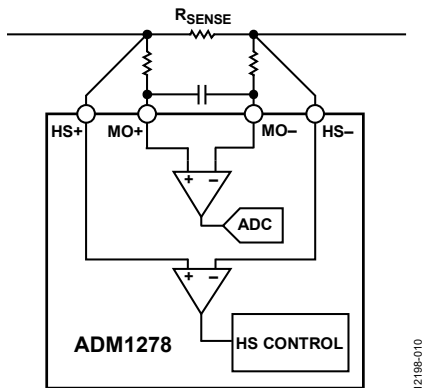 RSENSE
HS+
MO+
MO–
HS–
+ –
ADC
+ –
ADM1278
HS CONTROL
12198-010